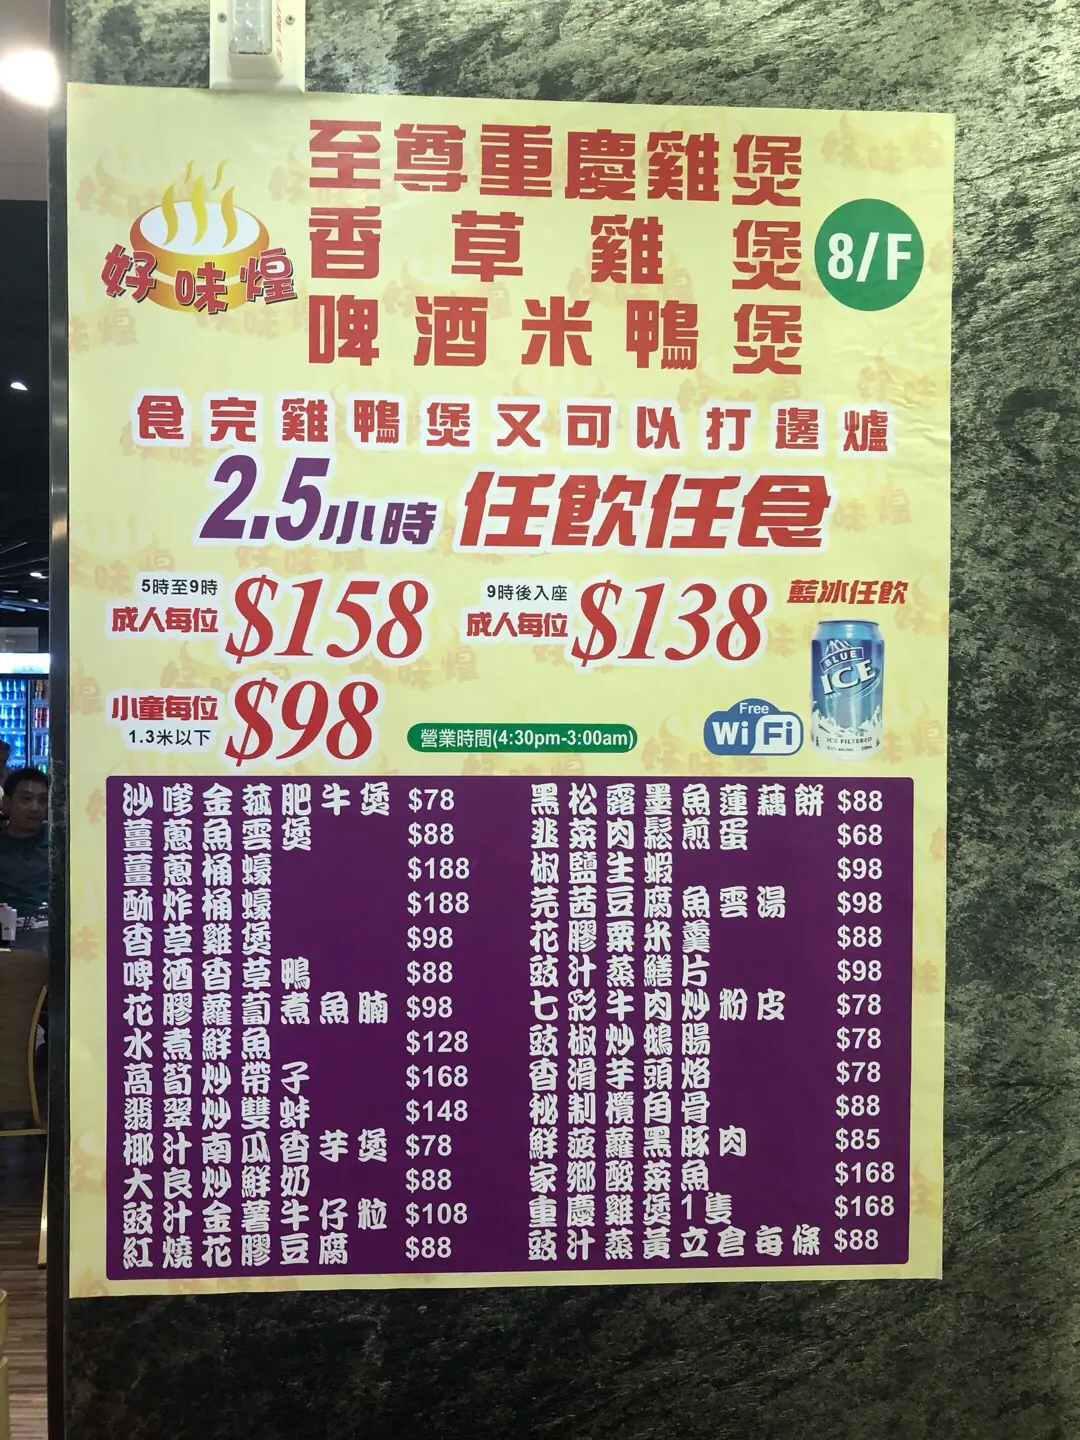 至尊重慶雞煲
香草雞煲
啤酒米鴨煲
8/F
好味煌
食完雞鴨煲又可以打邊爐
2.5小時 任飲任食
5時至9時
成人每位 $158
9時後入座
成人每位 $138
藍冰任飲
小童每位
1.3米以下
$98
營業時間(4:30pm-3:00am)
Free
Wi Fi
BLUE
ICE
ICE FILTERED
沙嗲金菇肥牛煲 $78
薑蔥魚雲煲 $88
薑蔥桶蠔 $188
酥炸桶蠔 $188
香草雞煲 $98
啤酒香草鴨 $88
花膠蘿蔔煮魚腩 $98
水煮鮮魚 $128
萵筍炒帶子 $168
翡翠炒雙蚌 $148
椰汁南瓜香芋煲 $78
大良炒鮮奶 $88
豉汁金薯牛仔粒 $108
紅燒花膠豆腐 $88
黑松露墨魚蓮藕餅 $88
韭菜肉鬆煎蛋 $68
椒鹽生蝦 $98
芫茜豆腐魚雲湯 $98
花膠粟米羹 $88
豉汁蒸鱔片 $98
七彩牛肉炒粉皮 $78
豉椒炒鵝腸 $78
香滑芋頭烙 $78
秘制欖角骨 $88
鮮菠蘿黑豚肉 $85
家鄉酸菜魚 $168
重慶雞煲1隻 $168
豉汁蒸黃立倉每條 $88